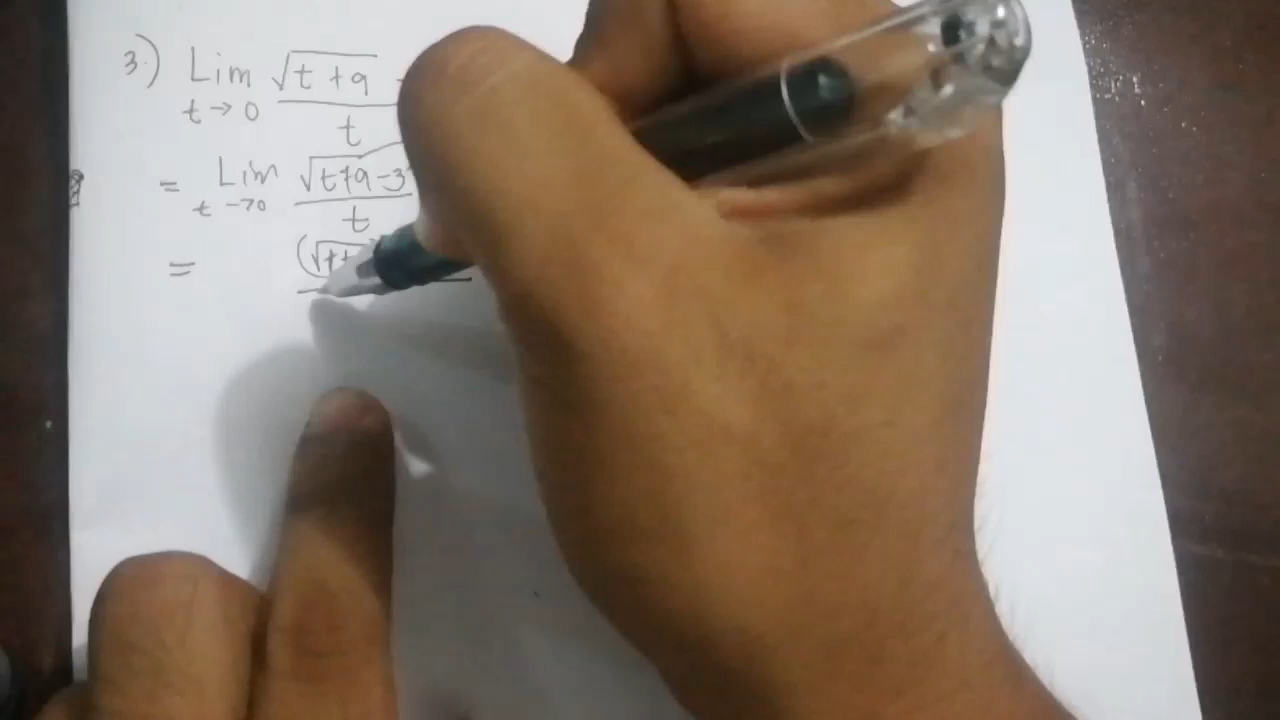 3.) Lim √t+9
t→0 t
= Lim √t+9-3
t→0 t
= (√t+